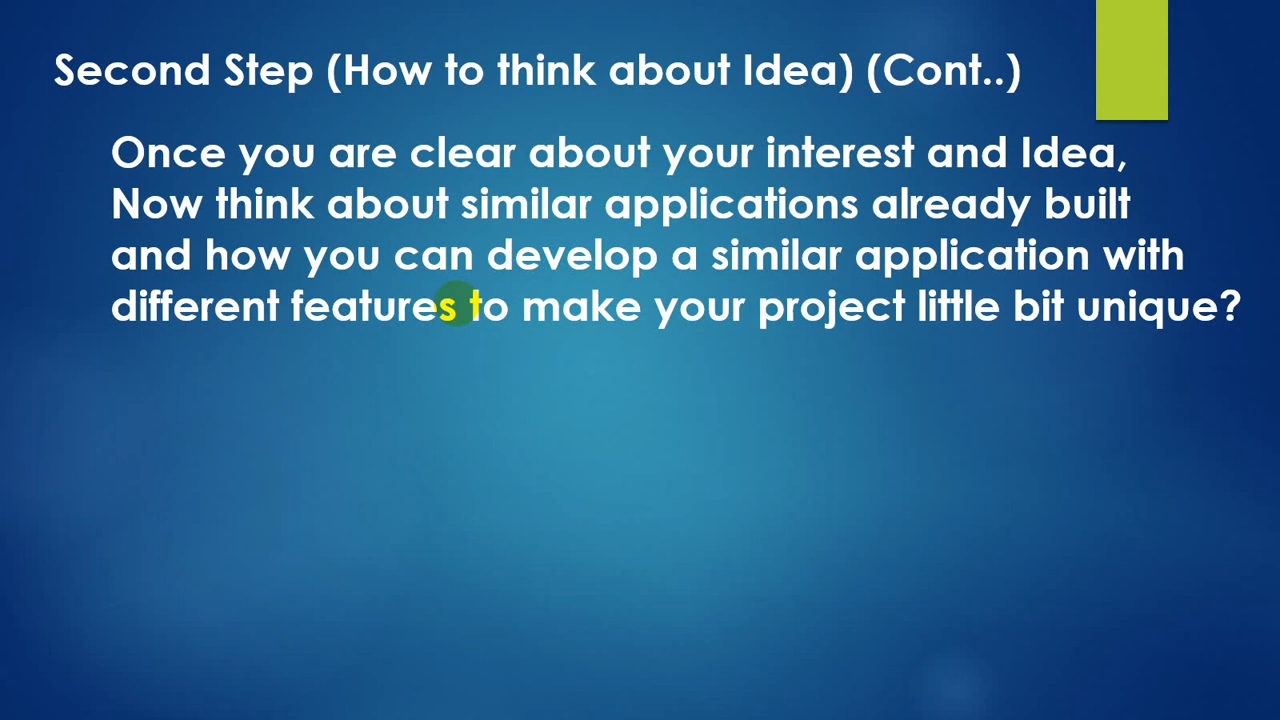 Second Step (How to think about Idea) (Cont..)
Once you are clear about your interest and Idea,
Now think about similar applications already built
and how you can develop a similar application with
different features to make your project little bit unique?